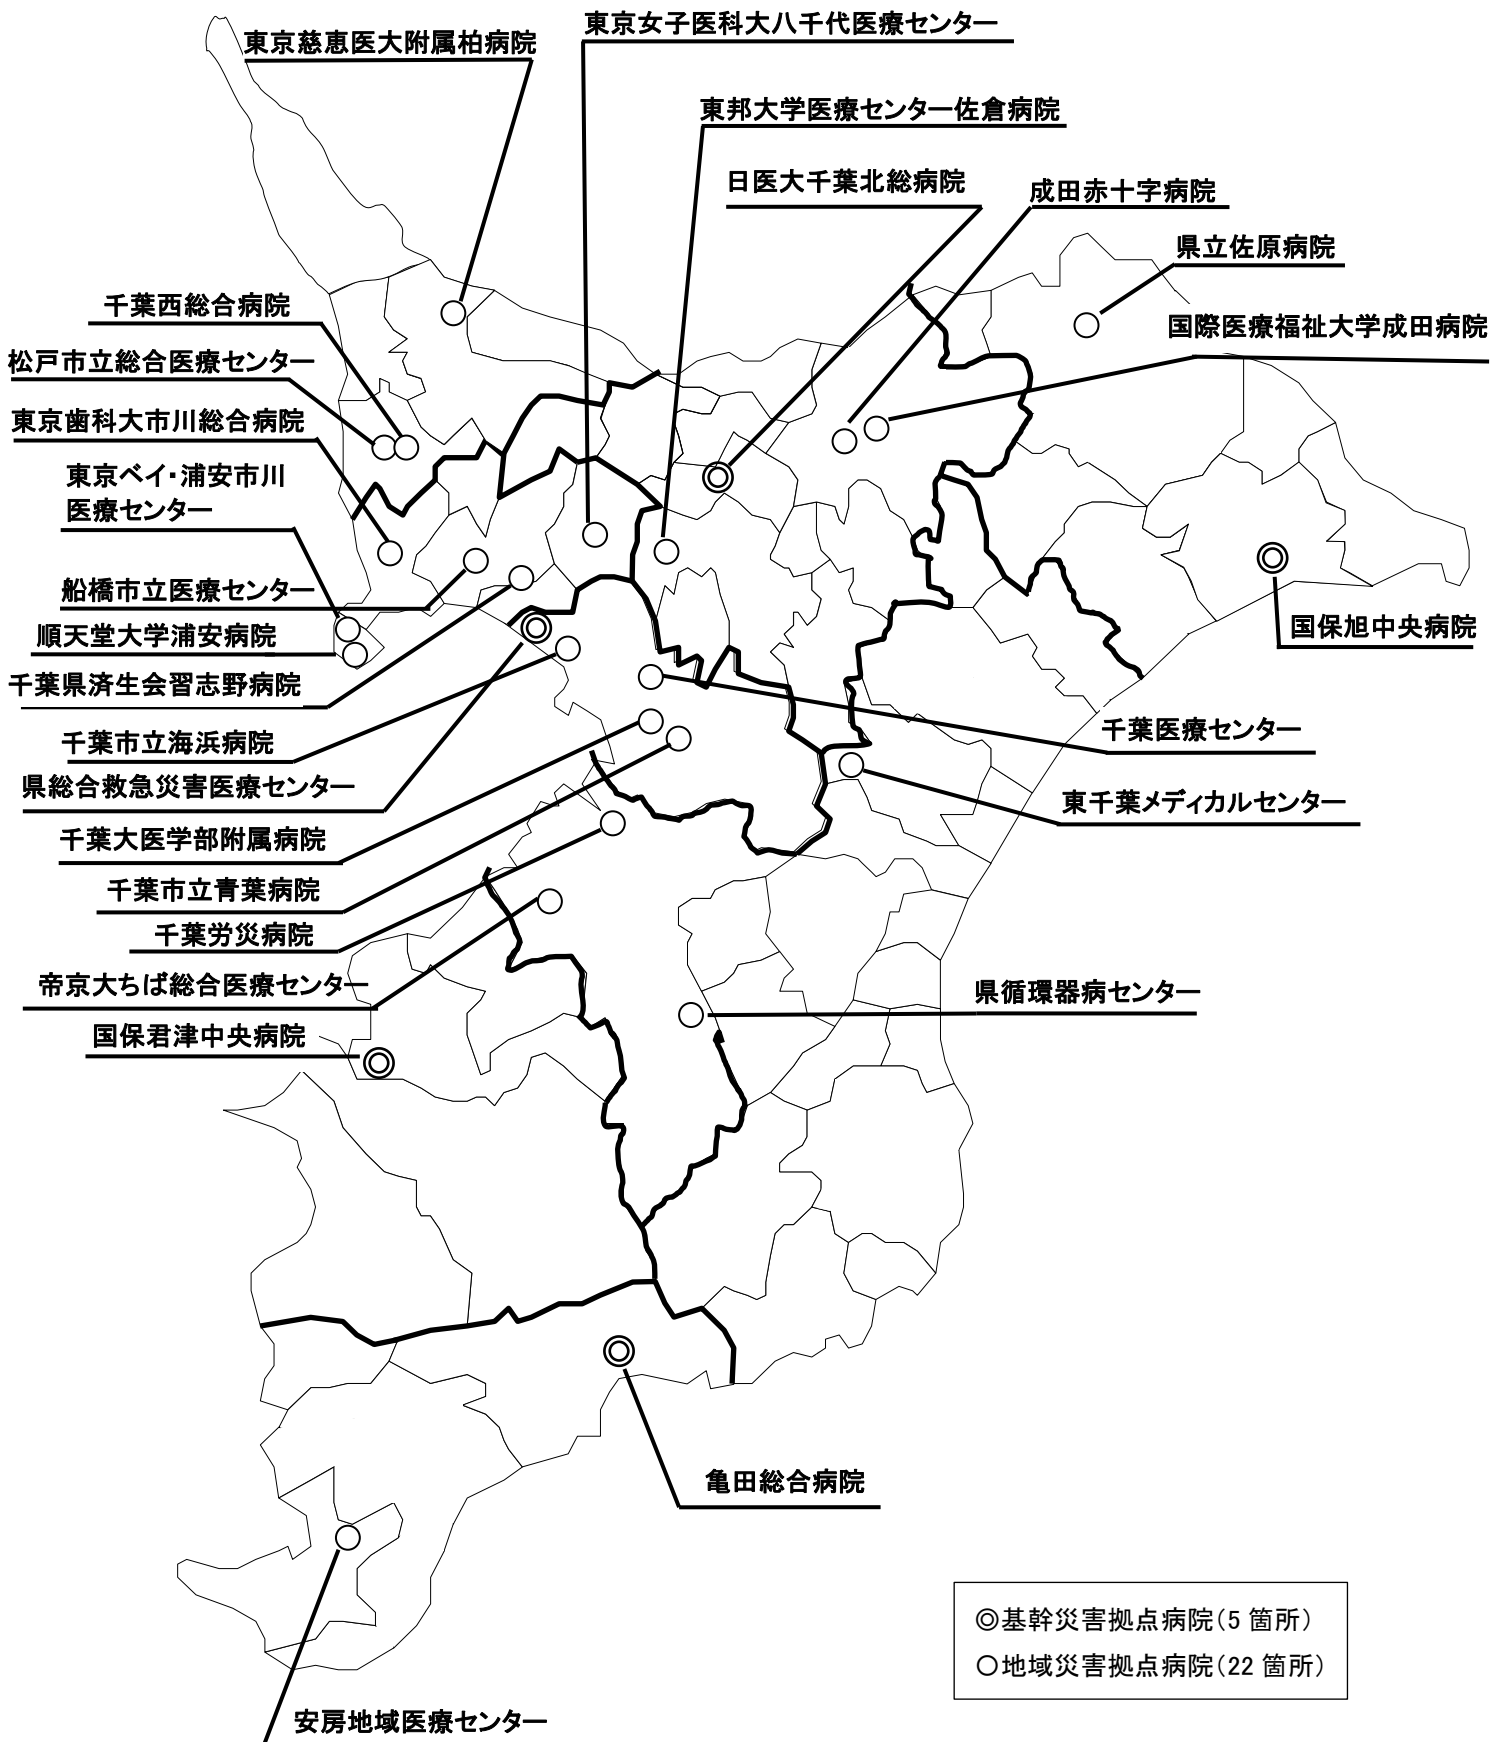 東京女子医科大八千代医療センター
東京慈恵医大附属柏病院
東邦大学医療センター佐倉病院
日医大千葉北総病院
成田赤十字病院
県立佐原病院
千葉西総合病院
国際医療福祉大学成田病院
松戸市立総合医療センター
東京歯科大市川総合病院
東京ベイ・浦安市川
医療センター
船橋市立医療センター
順天堂大学浦安病院
国保旭中央病院
千葉県済生会習志野病院
千葉市立海浜病院
千葉医療センター
県総合救急災害医療センター
東千葉メディカルセンター
千葉大医学部附属病院
千葉市立青葉病院
千葉労災病院
帝京大ちば総合医療センター
県循環器病センター
国保君津中央病院
亀田総合病院
◎基幹災害拠点病院(5 箇所)
○地域災害拠点病院(22 箇所)
安房地域医療センター